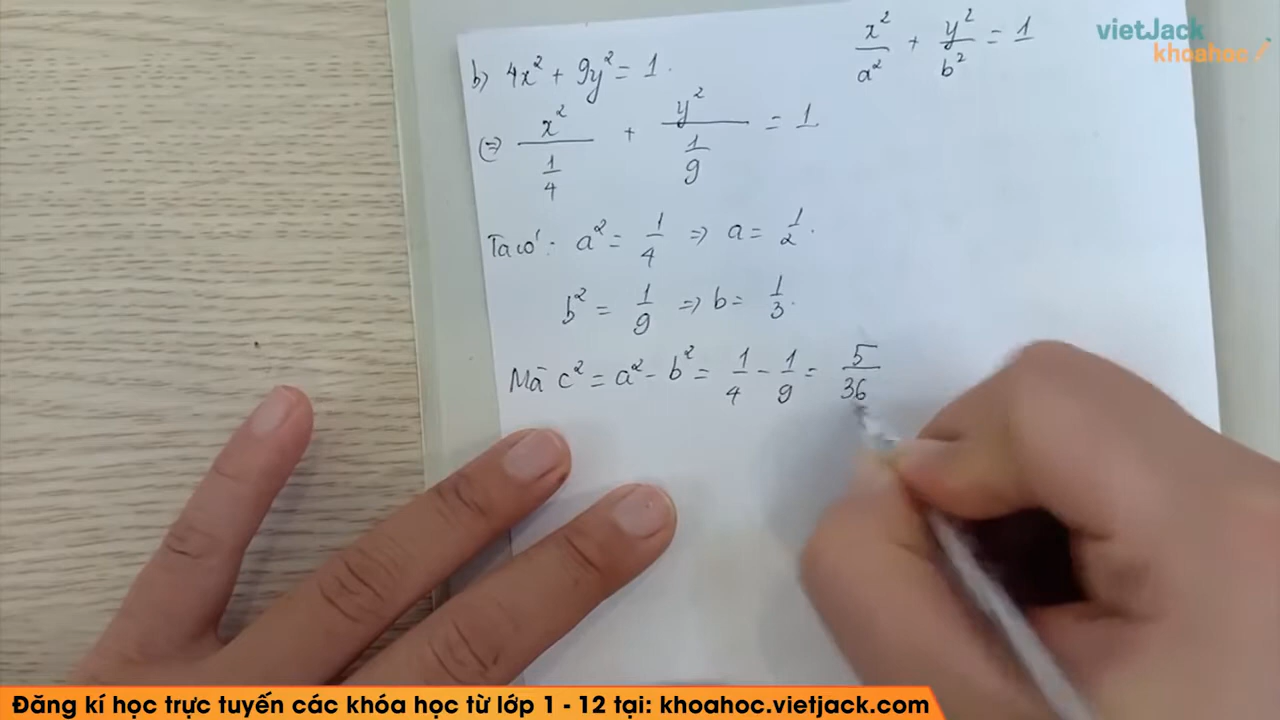 b) 4x² + 9y² = 1.
x²/a² + y²/b² = 1
vietJack
khoahoc
(=) x²/(1/4) + y²/(1/9) = 1
Ta có: a² = 1/4 => a = 1/2.
b² = 1/9 => b = 1/3.
Mà c² = a² - b² = 1/4 - 1/9 = 5/36
Đăng kí học trực tuyến các khóa học từ lớp 1 - 12 tại: khoahoc.vietjack.com